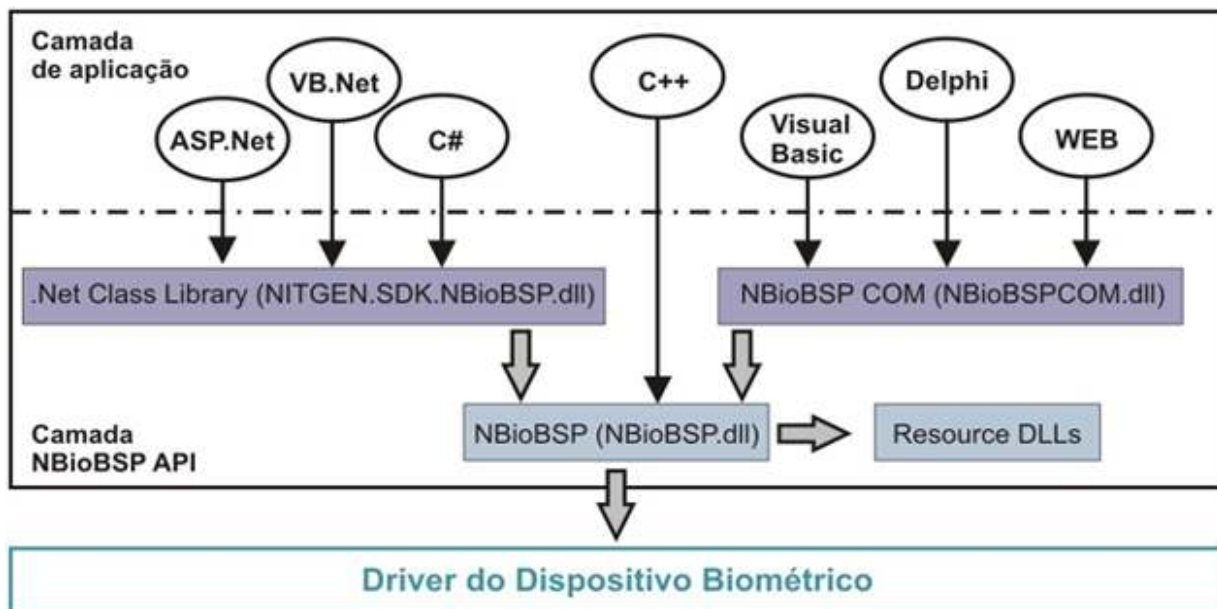 Camada
de aplicação
VB.Net
C++
Delphi
ASP.Net
C#
Visual
Basic
WEB
.Net Class Library (NITGEN.SDK.NBioBSP.dll)
NBioBSP COM (NBioBSPCOM.dll)
Camada
NBioBSP API
NBioBSP (NBioBSP.dll)
Resource DLLs
Driver do Dispositivo Biométrico